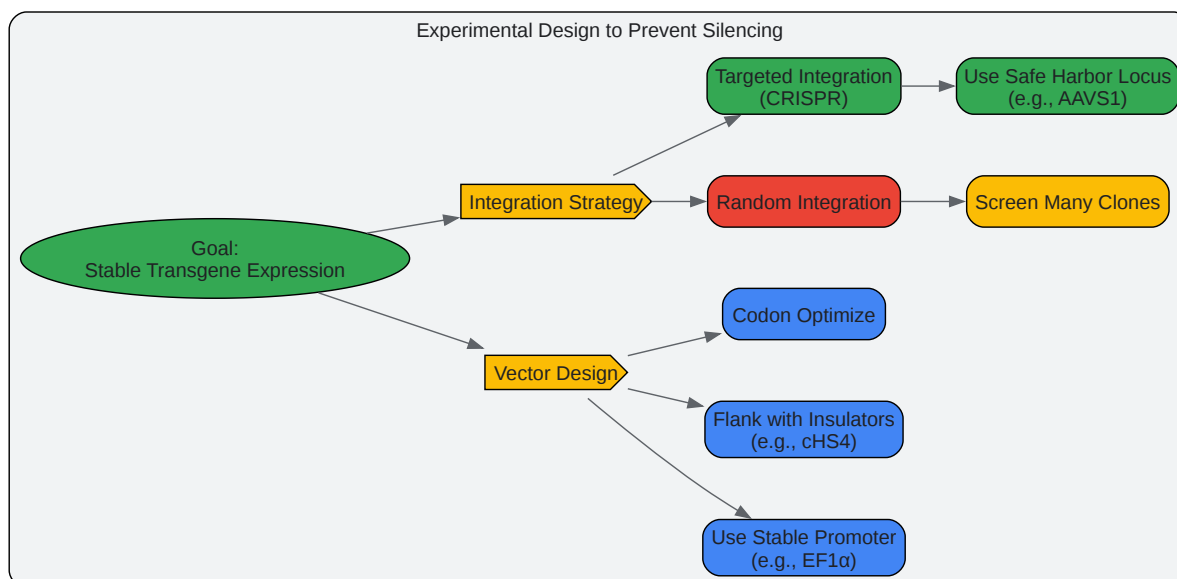 Experimental Design to Prevent Silencing
Targeted Integration
(CRISPR)
Use Safe Harbor Locus
(e.g., AAVS1)
Integration Strategy
Random Integration
Screen Many Clones
Goal:
Stable Transgene Expression
Codon Optimize
Vector Design
Flank with Insulators
(e.g., cHS4)
Use Stable Promoter
(e.g., EF1α)